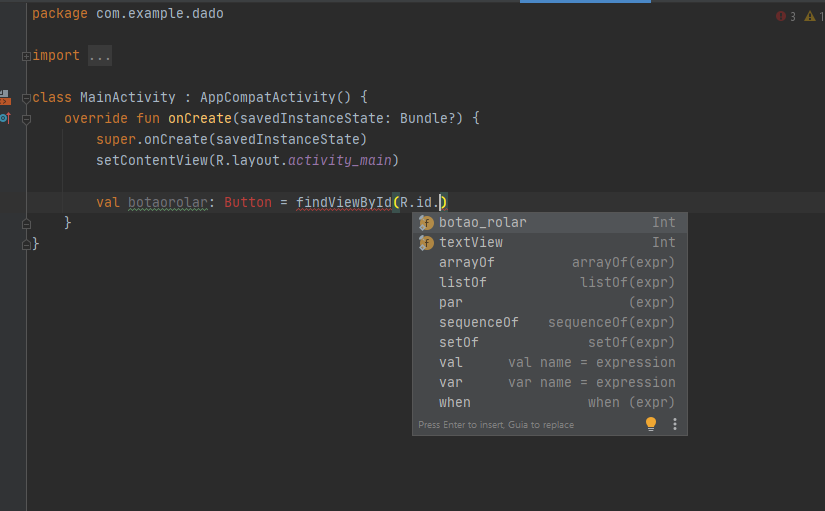 package com.example.dado
3 1
import ...
class MainActivity : AppCompatActivity() {
override fun onCreate(savedInstanceState: Bundle?) {
super.onCreate(savedInstanceState)
setContentView(R.layout.activity_main)
val botaorolar: Button = findViewById(R.id.)
}
}
f botao_rolar Int
f textView Int
arrayOf arrayOf(expr)
listOf listOf(expr)
par (expr)
sequenceOf sequenceOf(expr)
setOf setOf(expr)
val val name = expression
var var name = expression
when when (expr)
Press Enter to insert, Guia to replace